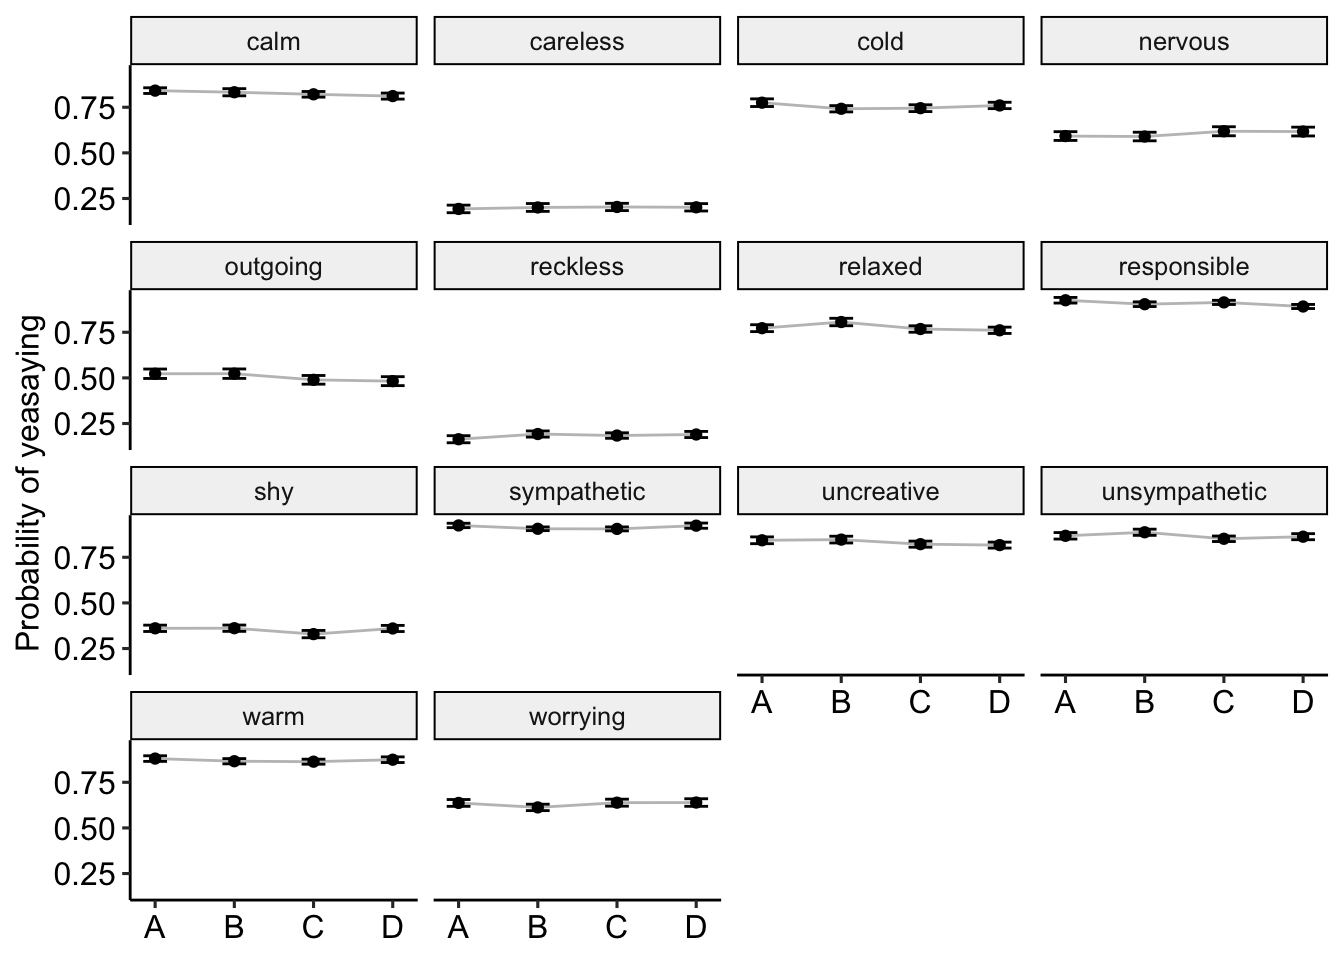 calm careless cold nervous
0.75
0.50
0.25
outgoing reckless relaxed responsible
0.75
0.50
0.25
Probability of yeasaying
shy sympathetic uncreative unsympathetic
0.75
0.50
0.25
A B C D A B C D
warm worrying
0.75
0.50
0.25
A B C D A B C D